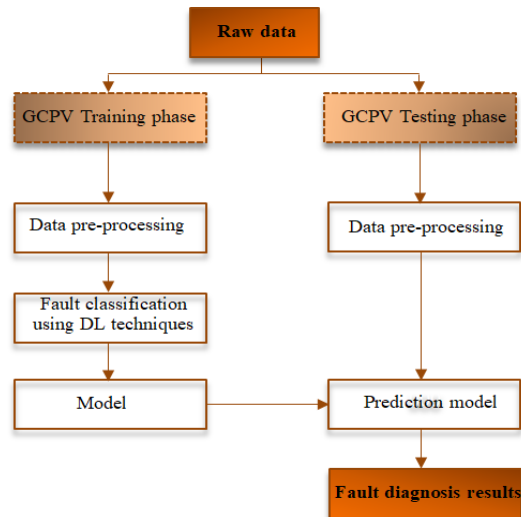 Raw data
GCPV Training phase
GCPV Testing phase
Data pre-processing
Data pre-processing
Fault classification
using DL techniques
Model
Prediction model
Fault diagnosis results